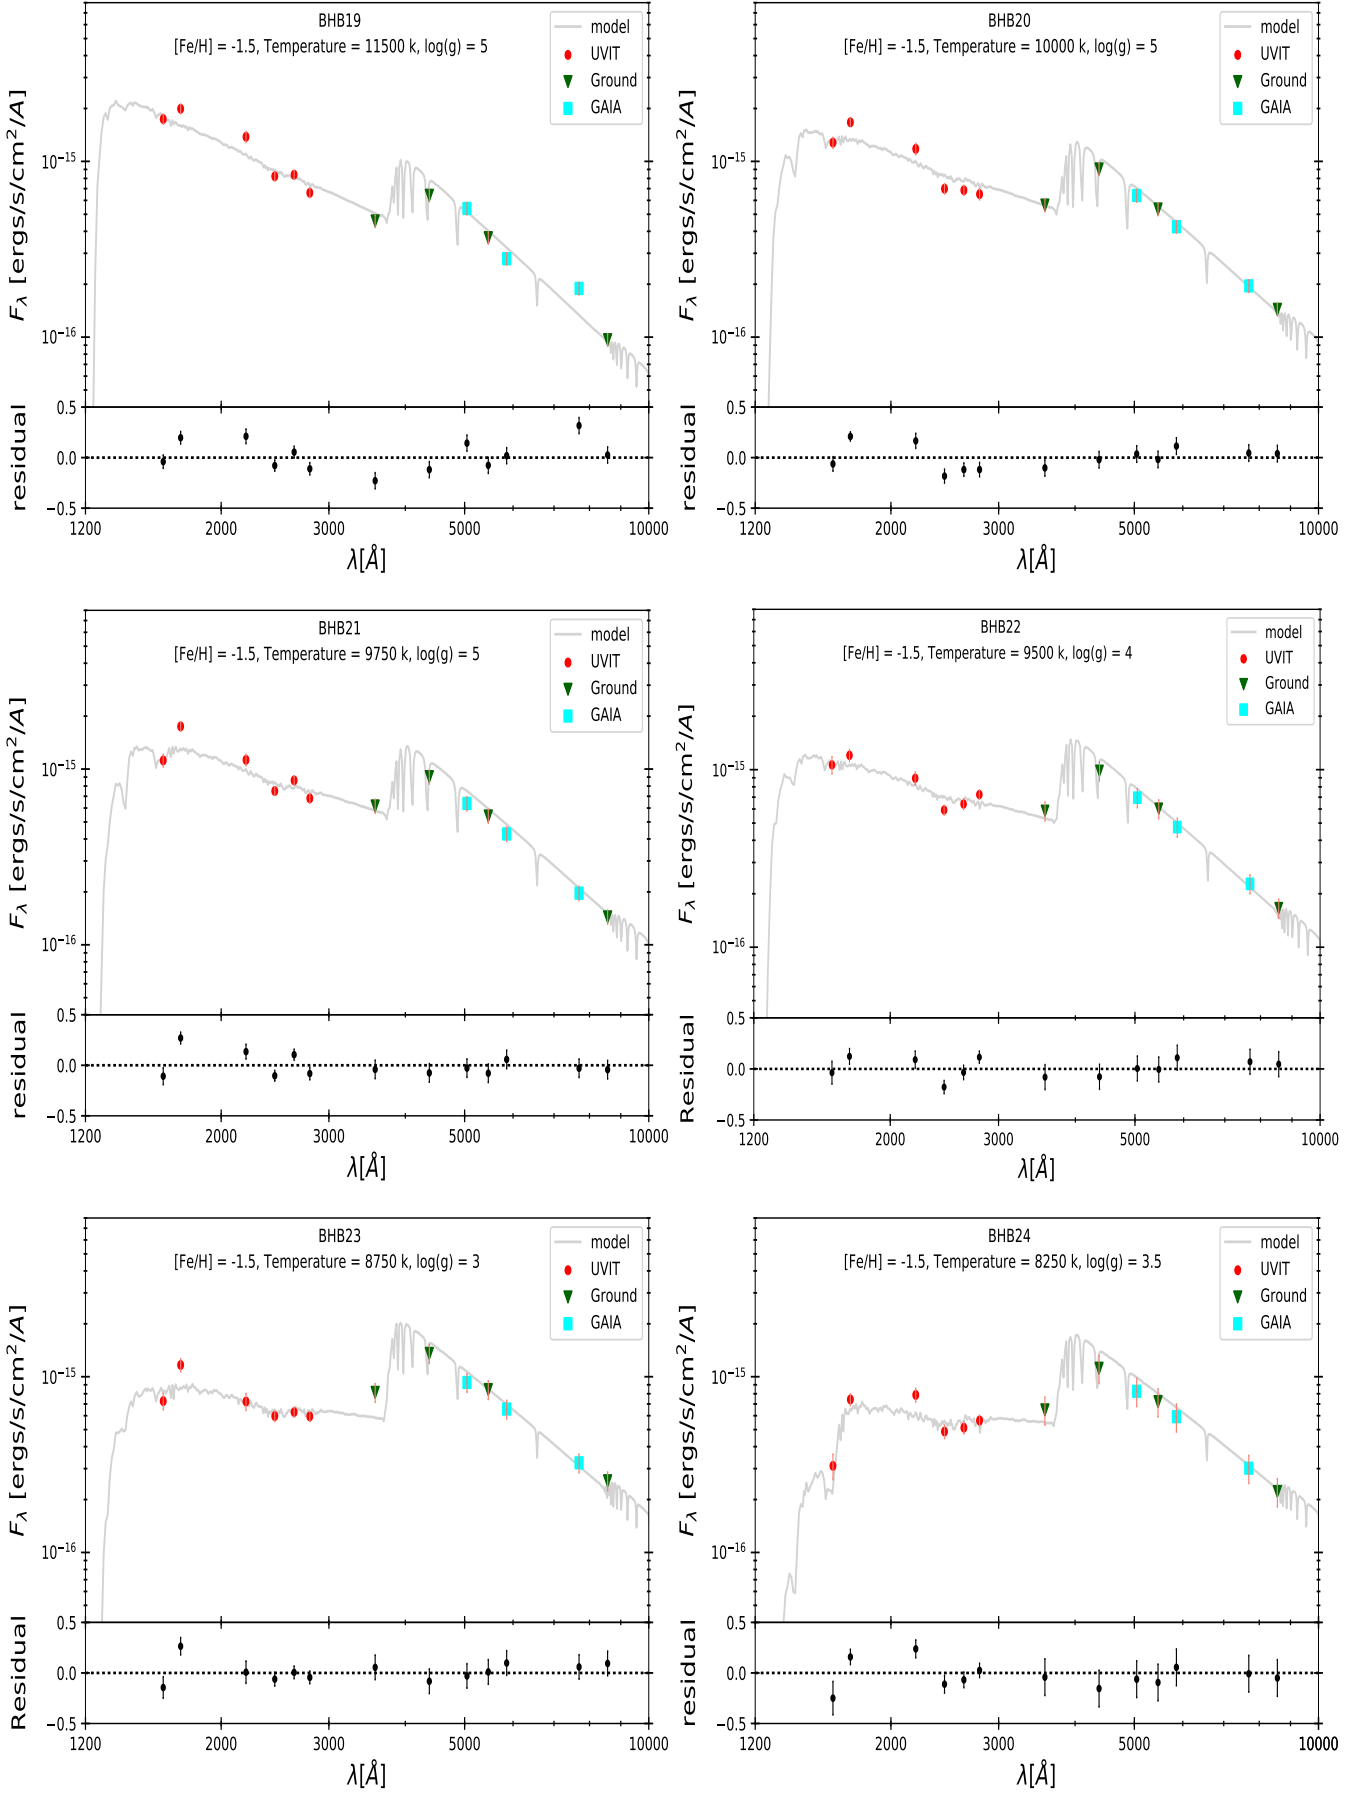 BHB19
[Fe/H] = -1.5, Temperature = 11500 k, log(g) = 5
model
UVIT
Ground
GAIA
F_λ [ergs/s/cm²/A]
10⁻¹⁵
10⁻¹⁶
residual
0.5
0.0
−0.5
1200 2000 3000 5000 10000
λ[Å]
BHB20
[Fe/H] = -1.5, Temperature = 10000 k, log(g) = 5
model
UVIT
Ground
GAIA
F_λ [ergs/s/cm²/A]
10⁻¹⁵
10⁻¹⁶
residual
0.5
0.0
−0.5
1200 2000 3000 5000 10000
λ[Å]
BHB21
[Fe/H] = -1.5, Temperature = 9750 k, log(g) = 5
model
UVIT
Ground
GAIA
F_λ [ergs/s/cm²/A]
10⁻¹⁵
10⁻¹⁶
residual
0.5
0.0
−0.5
1200 2000 3000 5000 10000
λ[Å]
BHB22
[Fe/H] = -1.5, Temperature = 9500 k, log(g) = 4
model
UVIT
Ground
GAIA
F_λ [ergs/s/cm²/A]
10⁻¹⁵
10⁻¹⁶
Residual
0.5
0.0
−0.5
1200 2000 3000 5000 10000
λ[Å]
BHB23
[Fe/H] = -1.5, Temperature = 8750 k, log(g) = 3
model
UVIT
Ground
GAIA
F_λ [ergs/s/cm²/A]
10⁻¹⁵
10⁻¹⁶
Residual
0.5
0.0
−0.5
1200 2000 3000 5000 10000
λ[Å]
BHB24
[Fe/H] = -1.5, Temperature = 8250 k, log(g) = 3.5
model
UVIT
Ground
GAIA
F_λ [ergs/s/cm²/A]
10⁻¹⁵
10⁻¹⁶
residual
0.5
0.0
−0.5
1200 2000 3000 5000 10000
λ[Å]